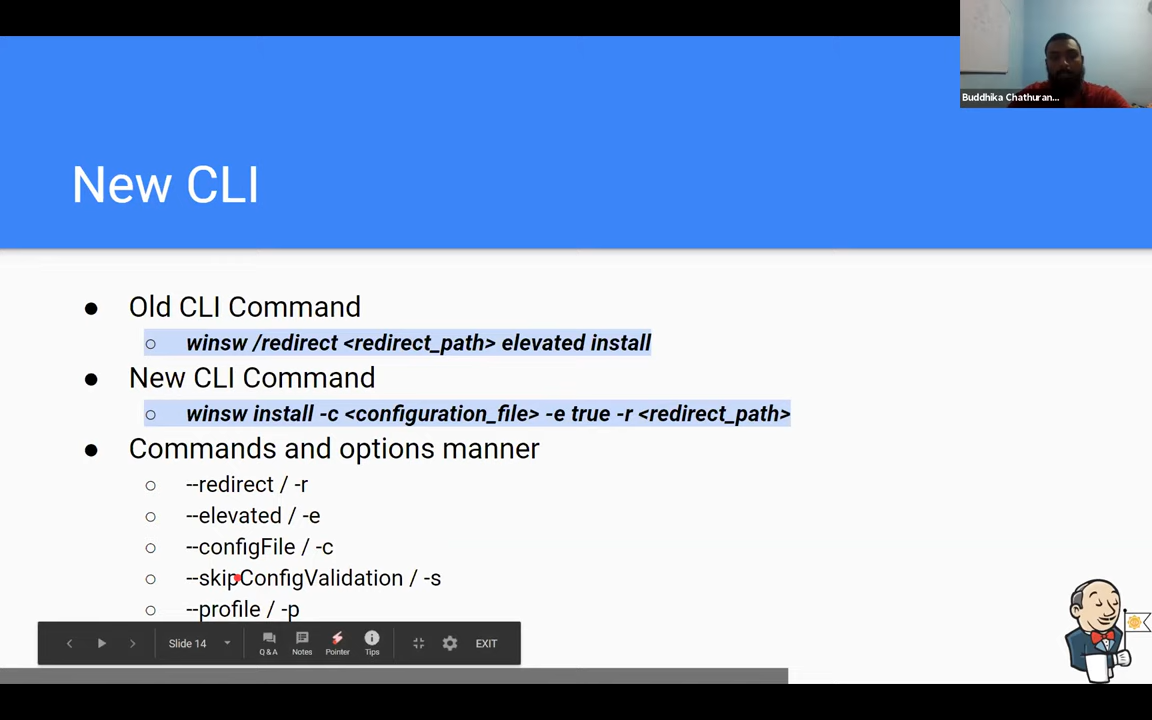 Buddhika Chathuran...
New CLI
● Old CLI Command
○ winsw /redirect <redirect_path> elevated install
● New CLI Command
○ winsw install -c <configuration_file> -e true -r <redirect_path>
● Commands and options manner
○ --redirect / -r
○ --elevated / -e
○ --configFile / -c
○ --skipConfigValidation / -s
○ --profile / -p
Slide 14
Q & A
Notes
Pointer
Tips
EXIT